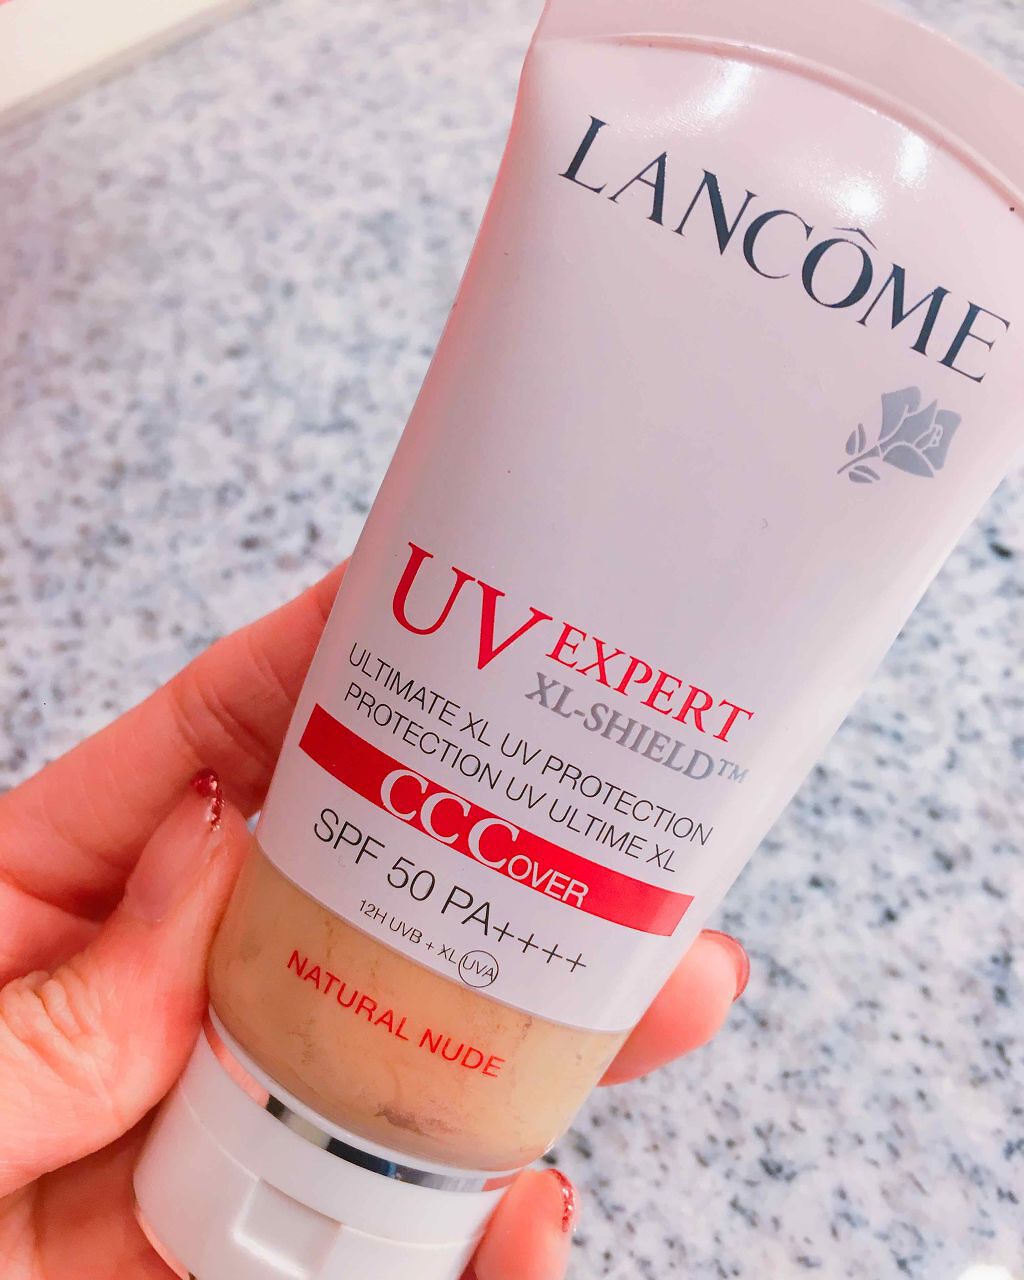 LANCÔME
UV EXPERT
XL-SHIELD™
ULTIMATE XL UV PROTECTION
PROTECTION UV ULTIME XL
CC COVER
SPF 50 PA++++
12H UVB + XL UVA
NATURAL NUDE